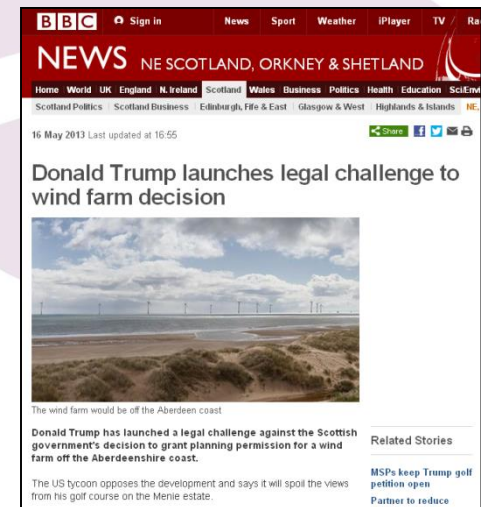 BBC Sign in News Sport Weather iPlayer TV
NEWS NE SCOTLAND, ORKNEY & SHETLAND
Home World UK England N. Ireland Scotland Wales Business Politics Health Education
Scotland Politics Scotland Business Edinburgh, Fife & East Glasgow & West Highlands & Islands NE,
16 May 2013 Last updated at 16:55
Share
Donald Trump launches legal challenge to
wind farm decision
The wind farm would be off the Aberdeen coast
Donald Trump has launched a legal challenge against the Scottish
government's decision to grant planning permission for a wind
farm off the Aberdeenshire coast.
The US tycoon opposes the development and says it will spoil the views
from his golf course on the Menie estate.
Related Stories
MSPs keep Trump golf
petition open
Partner to reduce